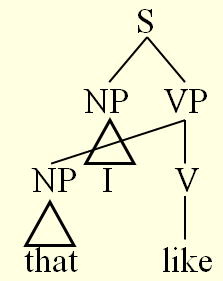 S
NP VP
NP I V
that like